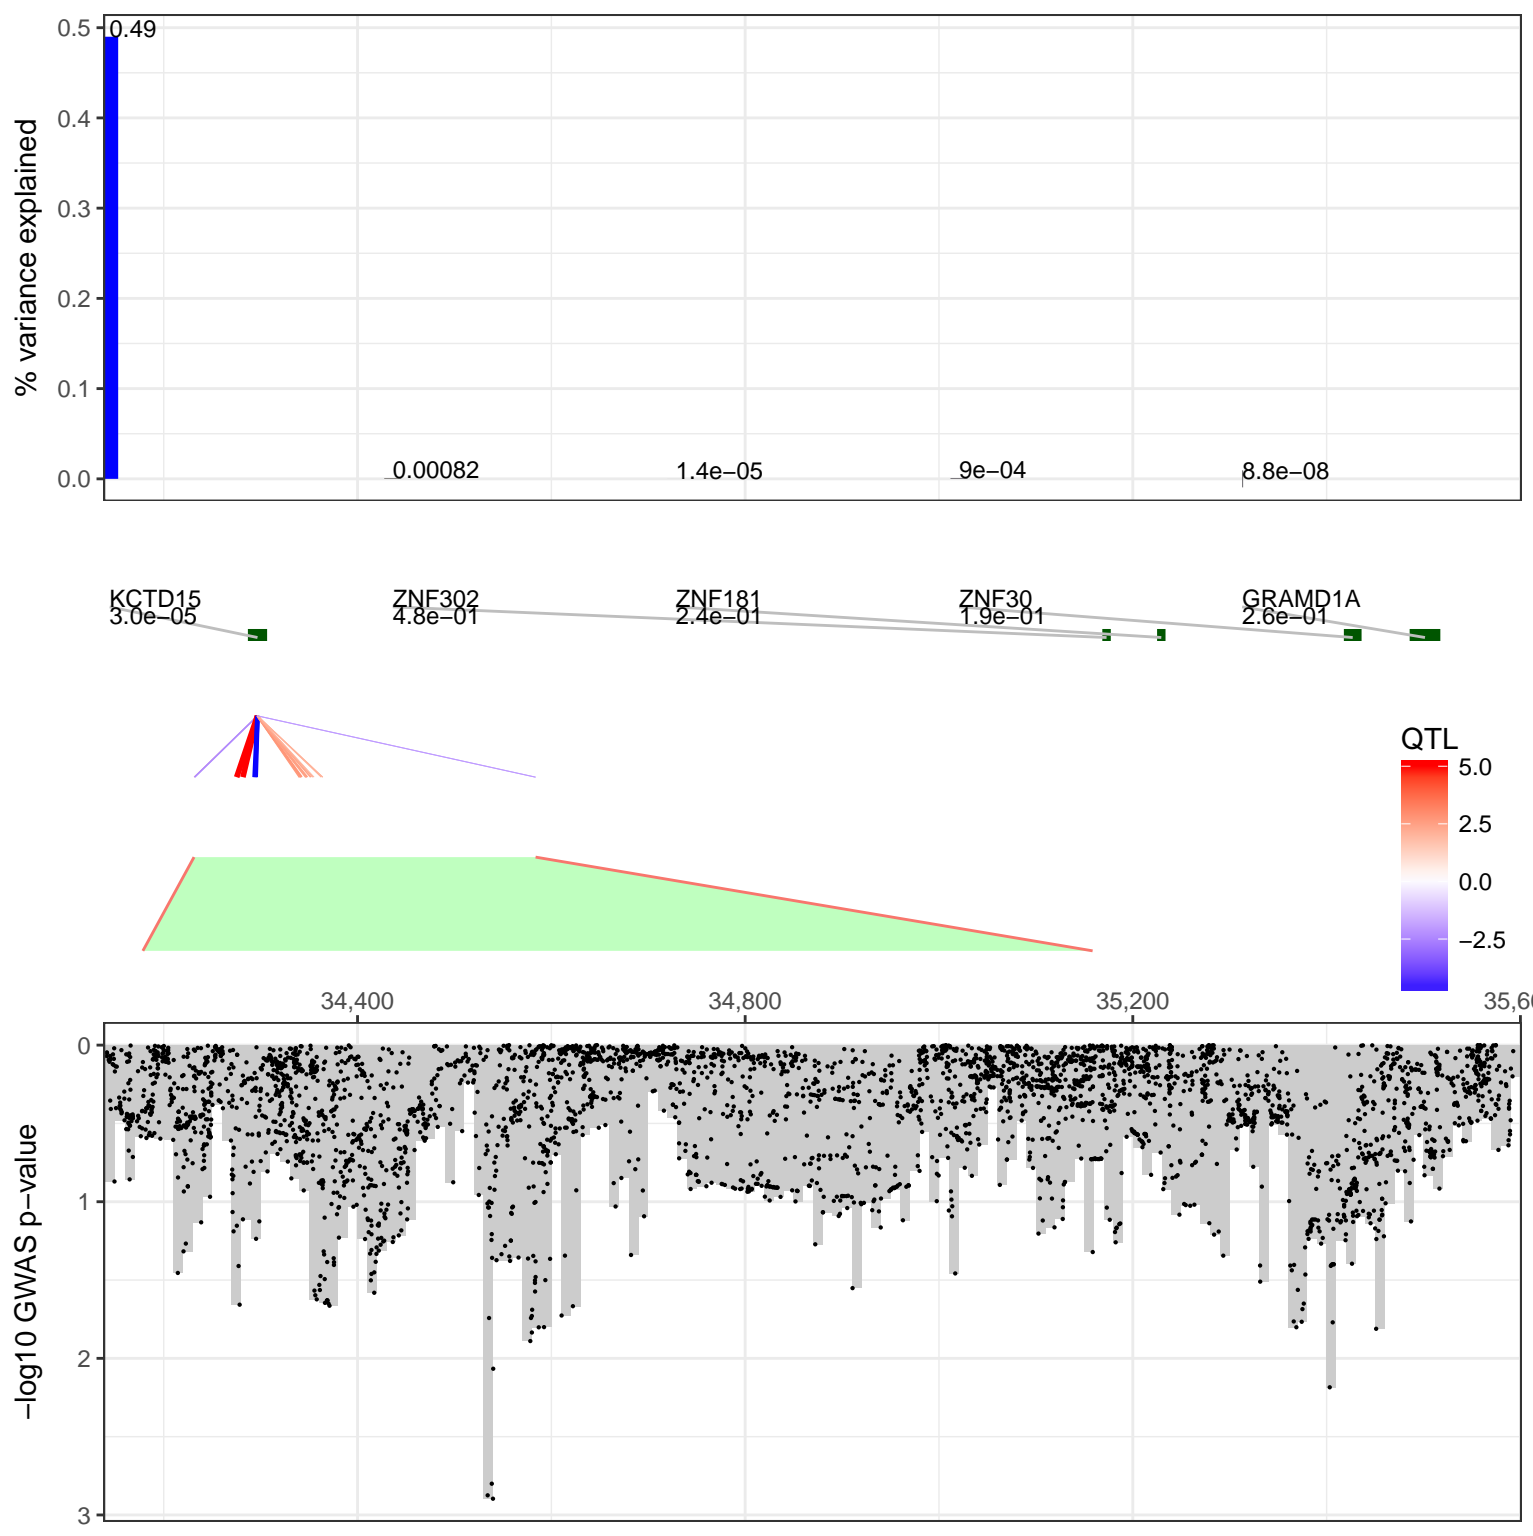 0.5
0.4
0.3
0.2
0.1
0.0
% variance explained
0.49
0.00082
1.4e−05
9e−04
8.8e−08
KCTD15
3.0e−05
ZNF302
4.8e−01
ZNF181
2.4e−01
ZNF30
1.9e−01
GRAMD1A
2.6e−01
QTL
5.0
2.5
0.0
−2.5
34,400
34,800
35,200
35,60
0
1
2
3
−log10 GWAS p−value